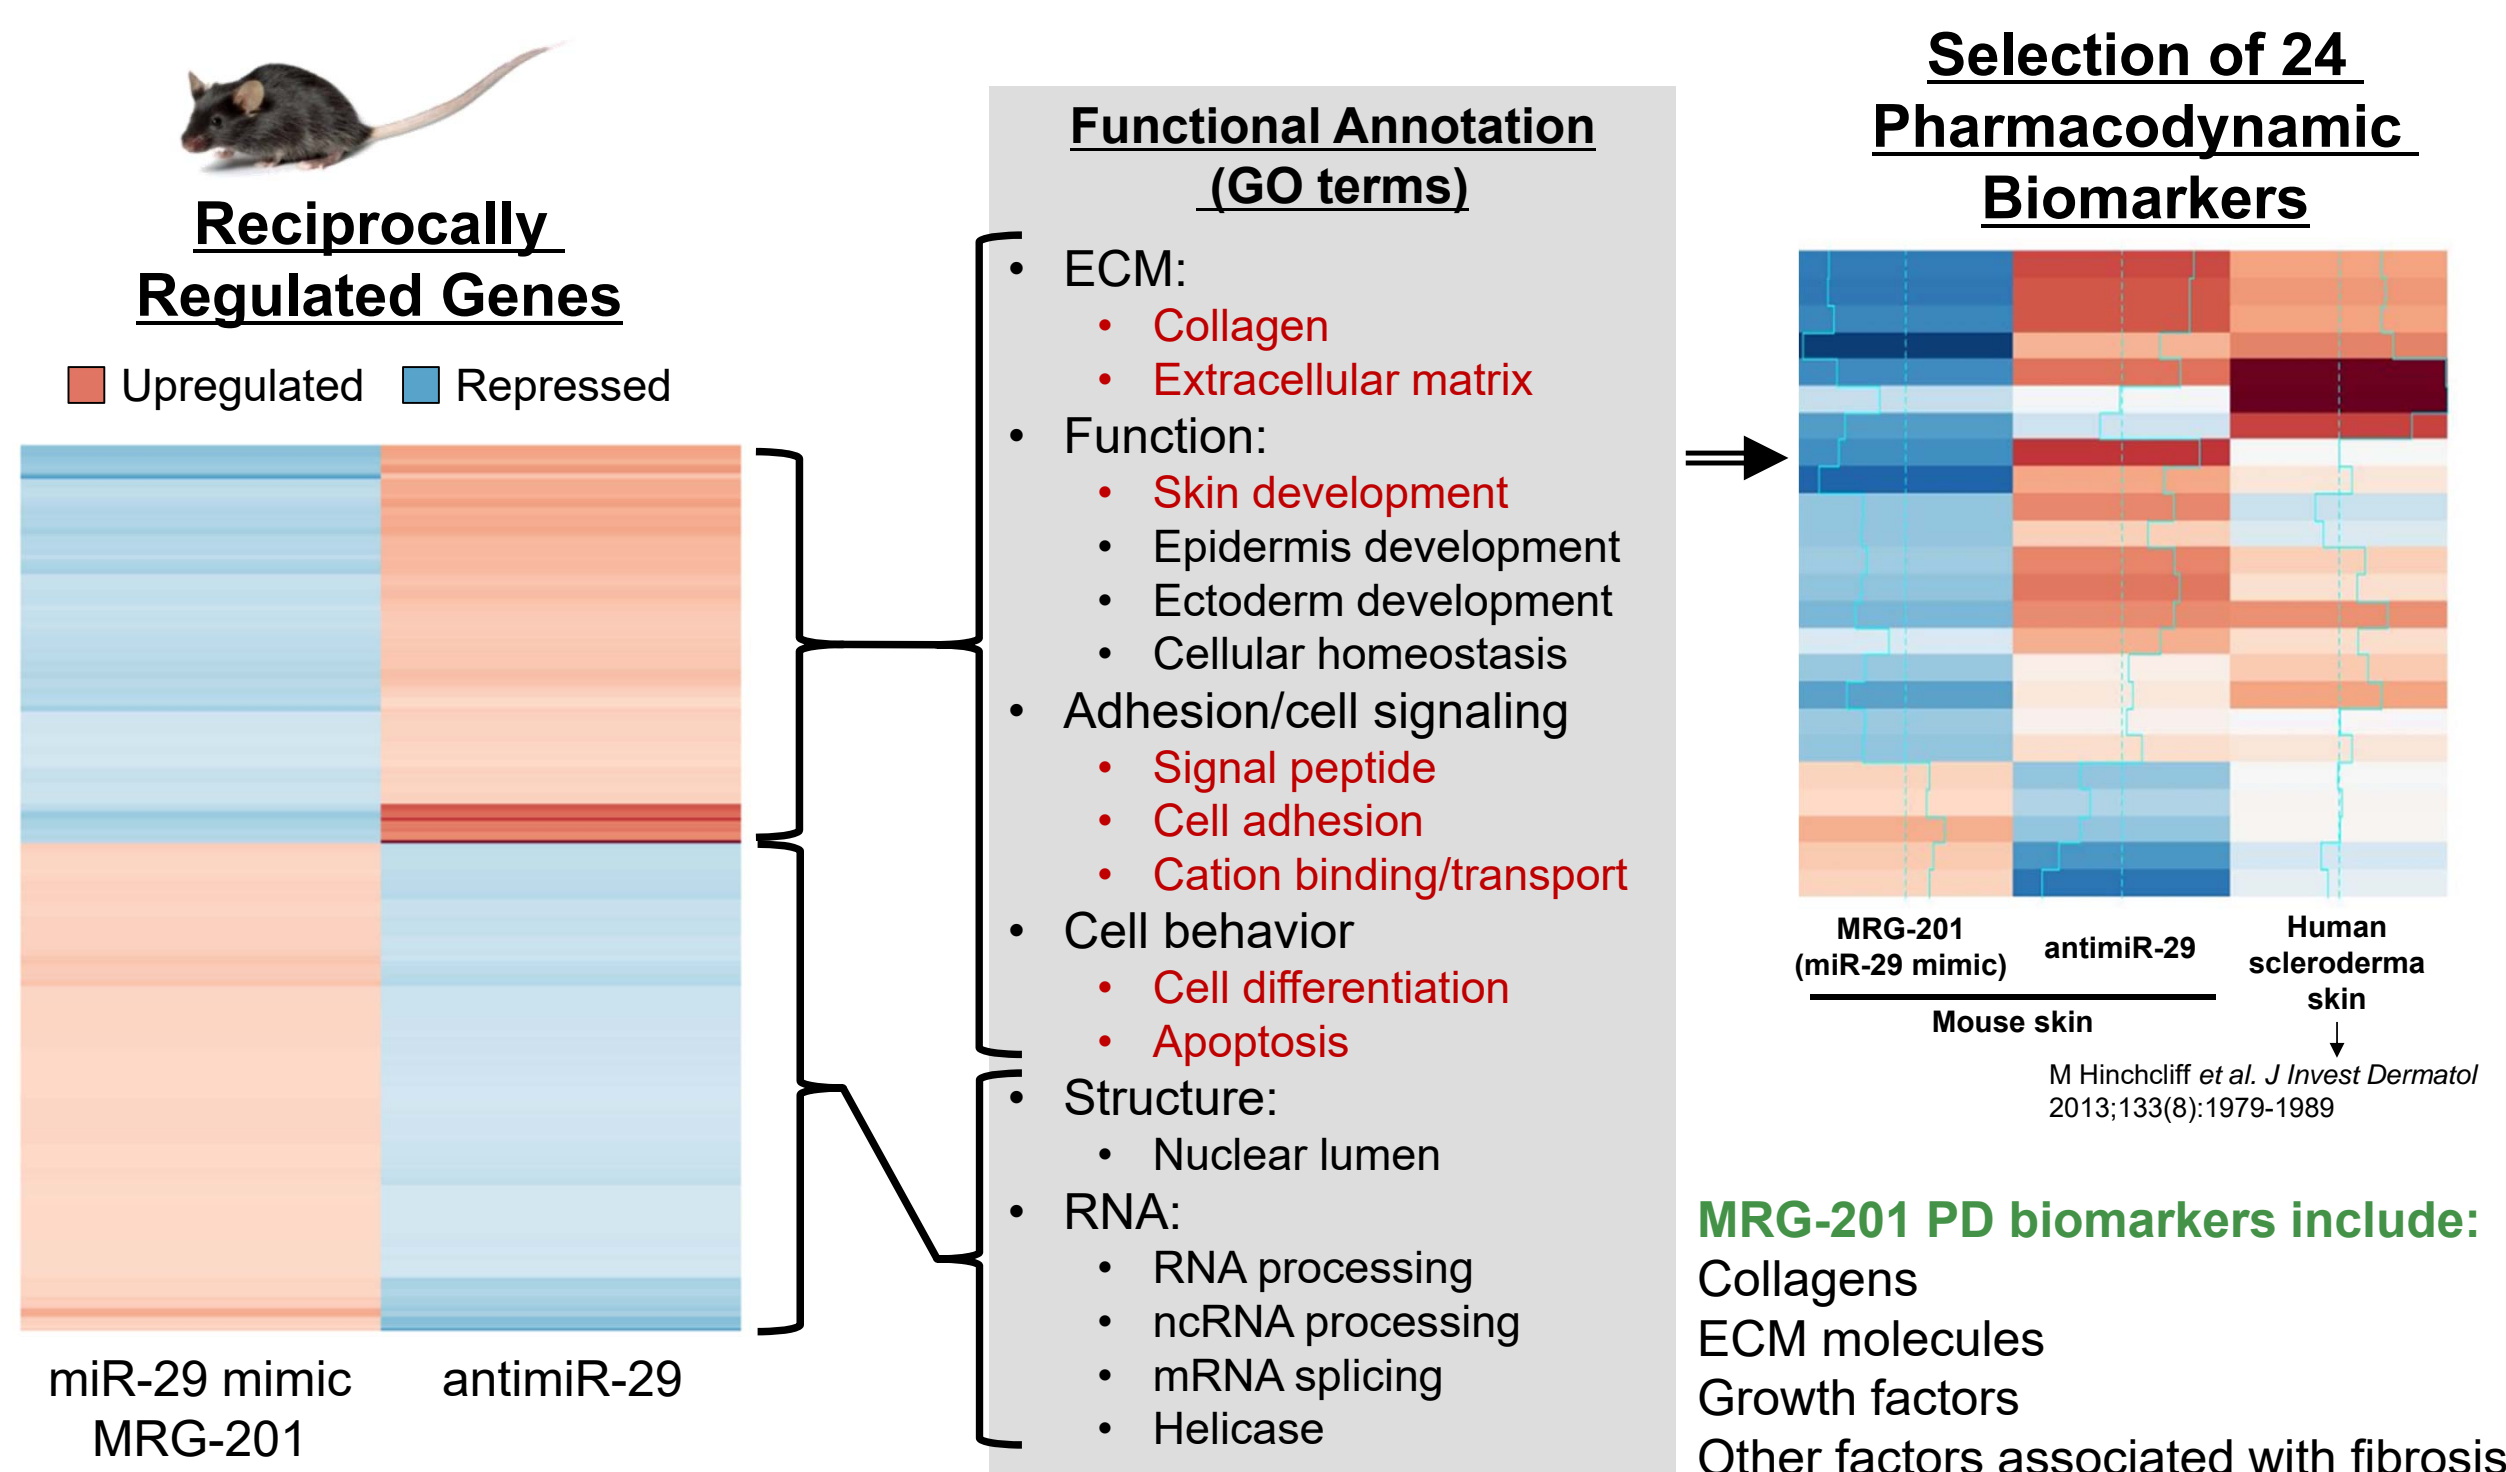 Reciprocally
Regulated Genes
Upregulated
Repressed
miR-29 mimic
MRG-201
antimiR-29
Functional Annotation
(GO terms)
• ECM:
• Collagen
• Extracellular matrix
• Function:
• Skin development
• Epidermis development
• Ectoderm development
• Cellular homeostasis
• Adhesion/cell signaling
• Signal peptide
• Cell adhesion
• Cation binding/transport
• Cell behavior
• Cell differentiation
• Apoptosis
• Structure:
• Nuclear lumen
• RNA:
• RNA processing
• ncRNA processing
• mRNA splicing
• Helicase
Selection of 24
Pharmacodynamic
Biomarkers
MRG-201
(miR-29 mimic)
antimiR-29
Human
scleroderma
skin
Mouse skin
M Hinchcliff et al. J Invest Dermatol
2013;133(8):1979-1989
MRG-201 PD biomarkers include:
Collagens
ECM molecules
Growth factors
Other factors associated with fibrosis